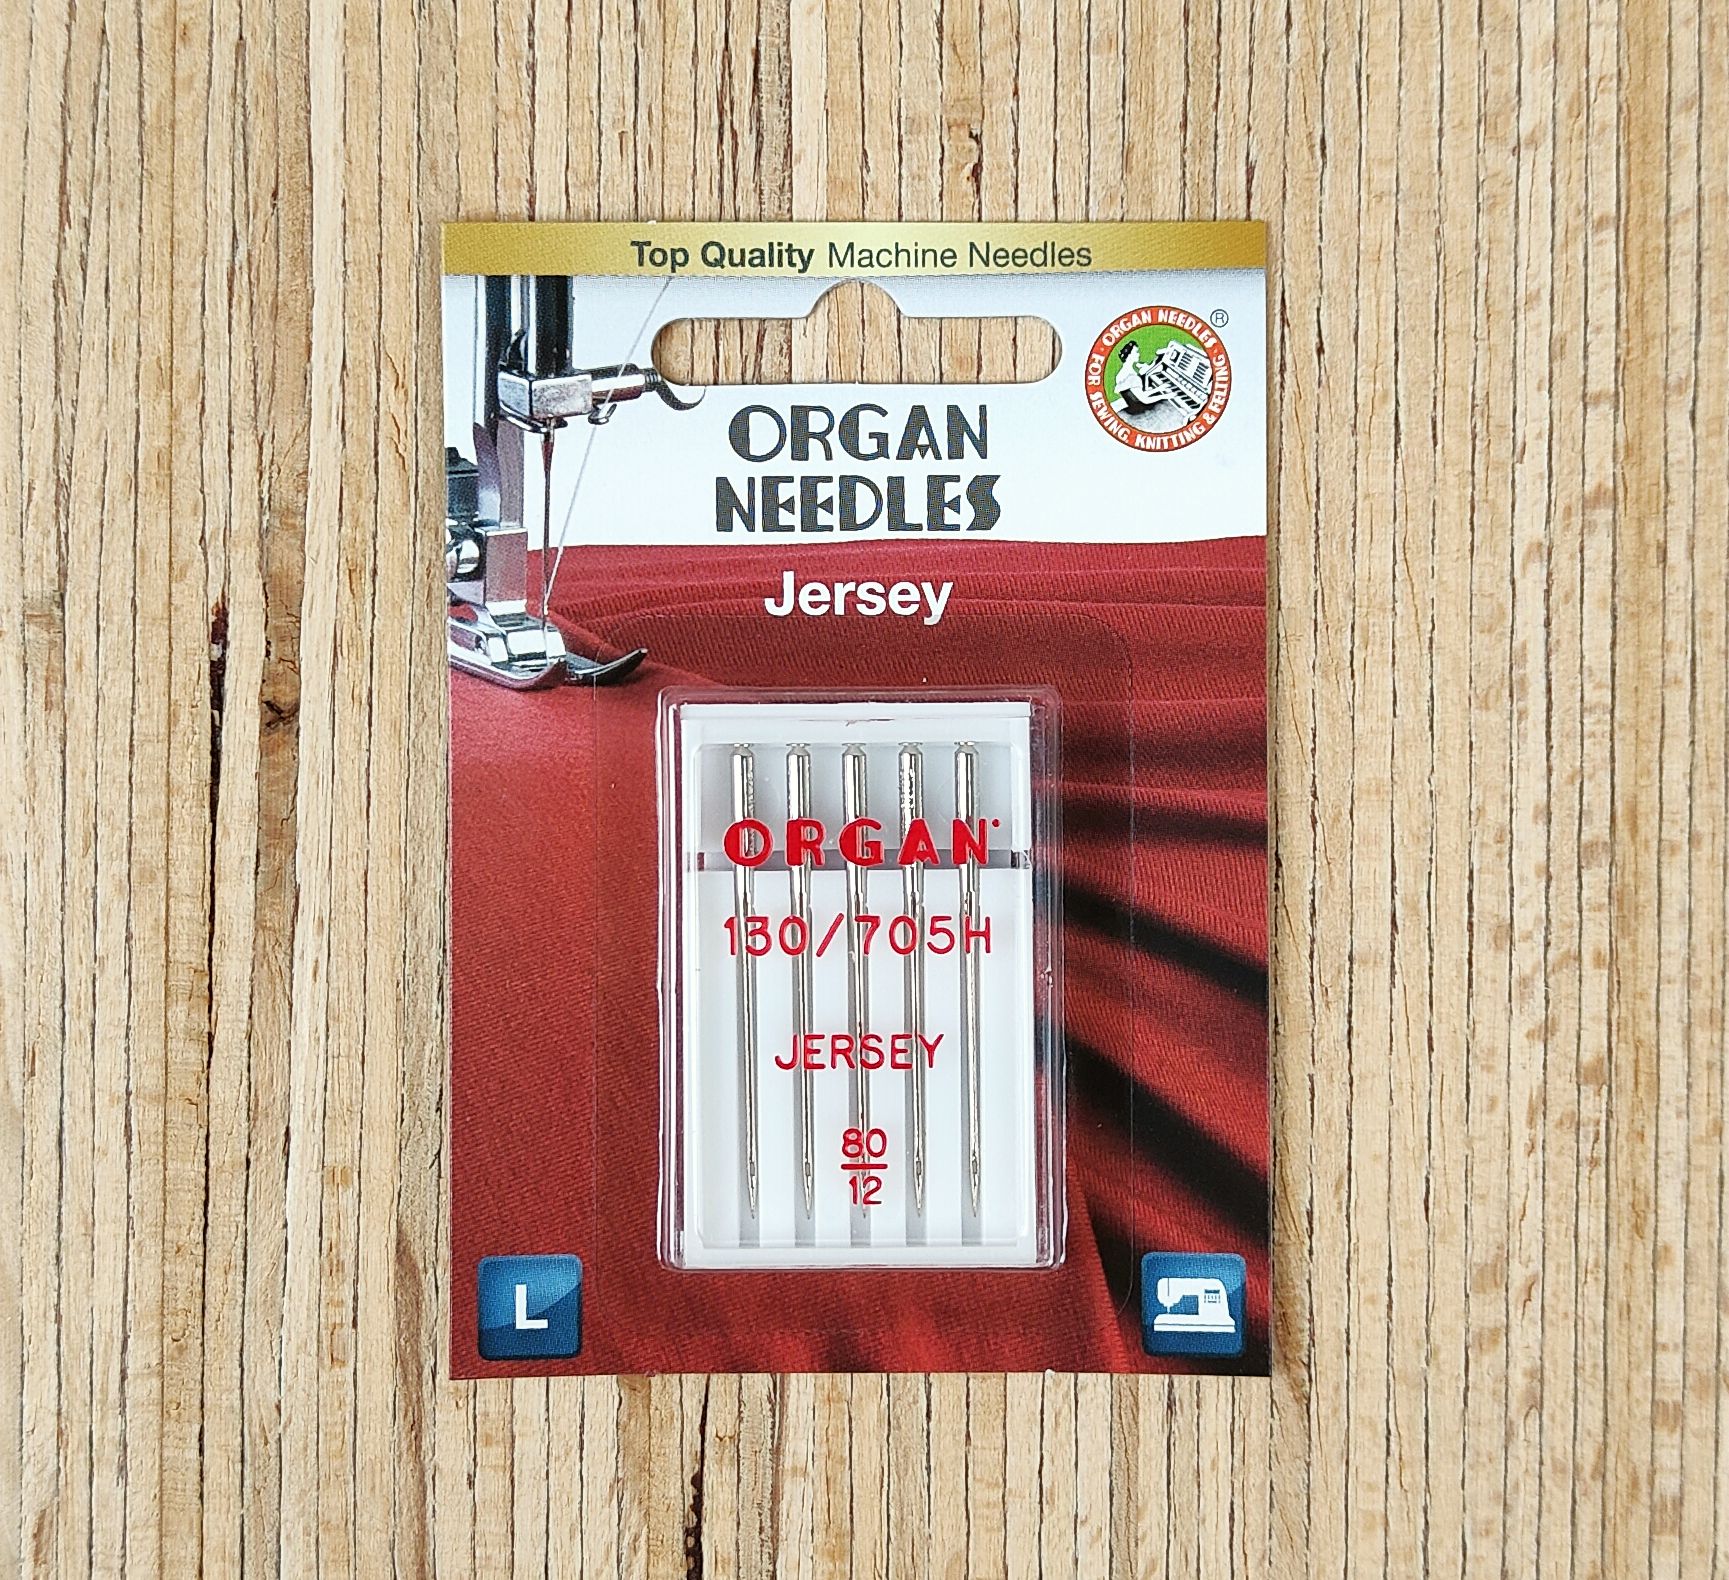 Top Quality Machine Needles
ORGAN NEEDLES ®
FOR SEWING, KNITTING & FELTING
ORGAN
NEEDLES
Jersey
ORGAN
130/705H
JERSEY
80
12
L